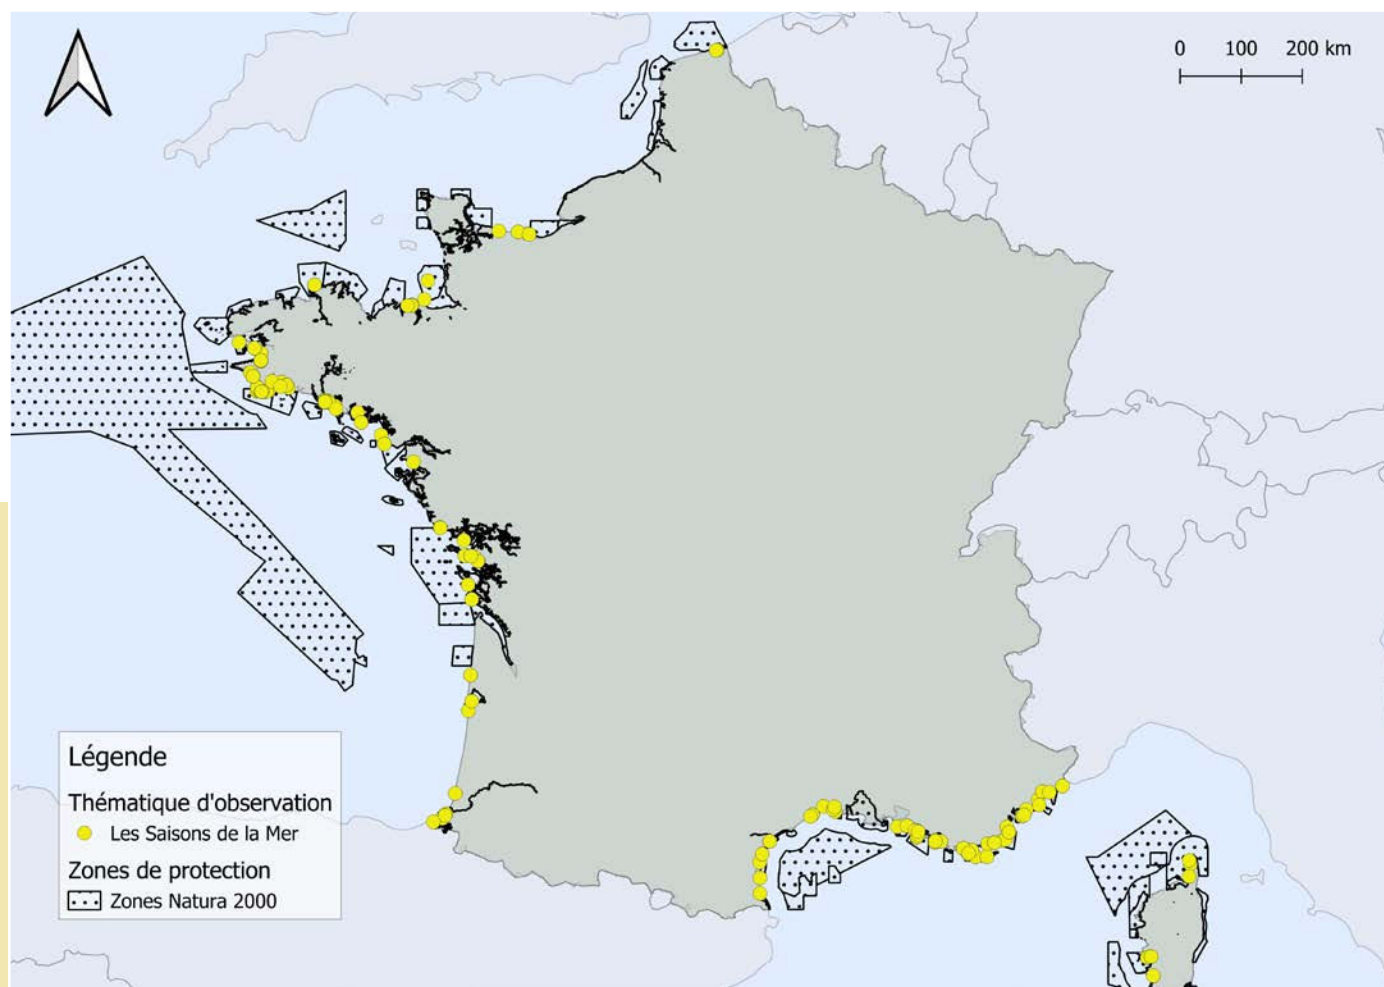 0 100 200 km
Légende
Thématique d'observation
Les Saisons de la Mer
Zones de protection
Zones Natura 2000